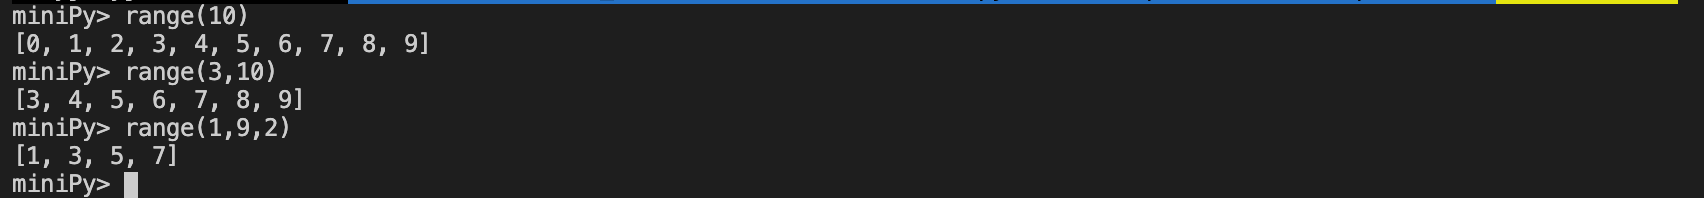 miniPy> range(10)
[0, 1, 2, 3, 4, 5, 6, 7, 8, 9]
miniPy> range(3,10)
[3, 4, 5, 6, 7, 8, 9]
miniPy> range(1,9,2)
[1, 3, 5, 7]
miniPy>